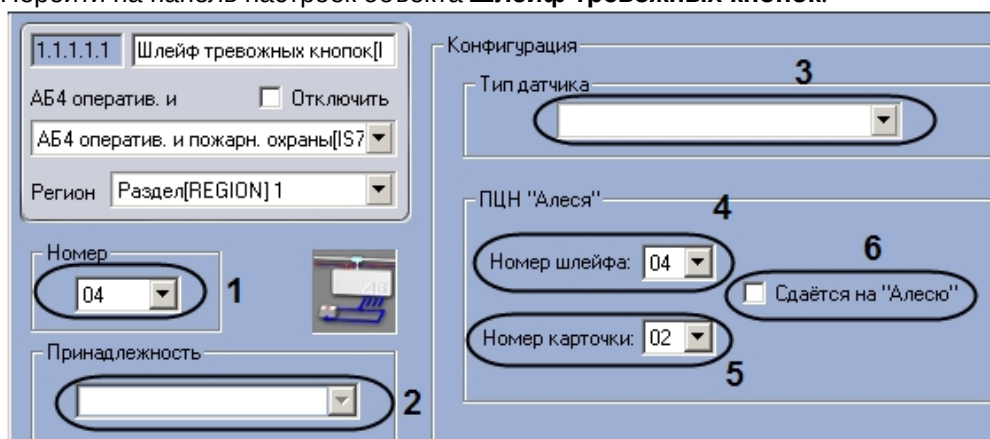 Перейти на панель настроек объекта Шлейф тревожных кнопок.
1.1.1.1.1 Шлейф тревожных кнопок[I
АБ4 оператив. и Отключить
АБ4 оператив. и пожарн. охраны[IS7
Регион Раздел[REGION] 1
Номер
04 1
Принадлежность
2
Конфигурация
Тип датчика 3
ПЦН "Алеся" 4
Номер шлейфа: 04
6
Сдаётся на "Алесю"
Номер карточки: 02
5